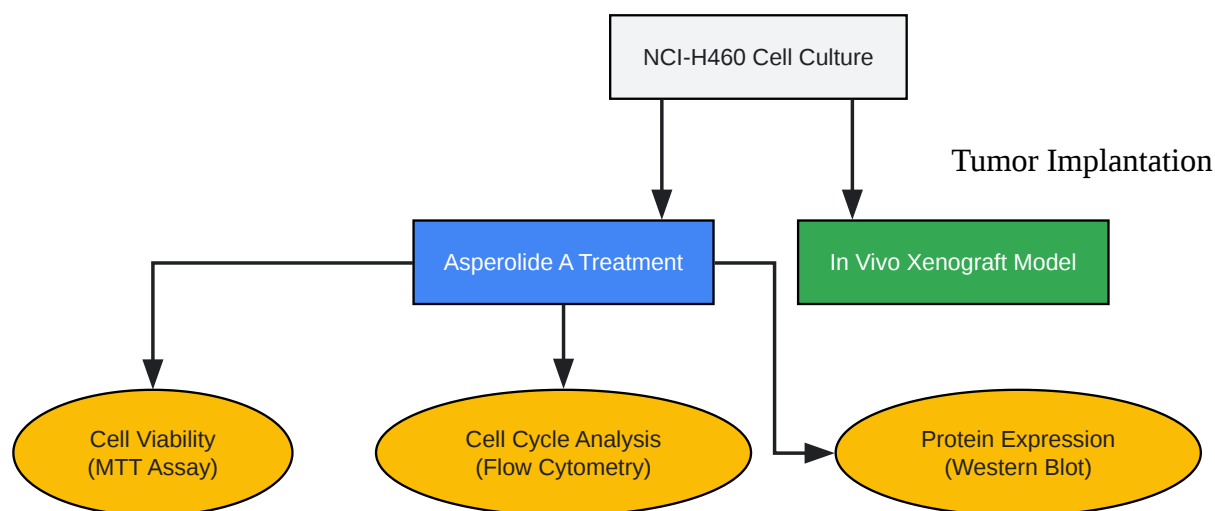 NCI-H460 Cell Culture
Tumor Implantation
Asperolide A Treatment
In Vivo Xenograft Model
Cell Viability
(MTT Assay)
Cell Cycle Analysis
(Flow Cytometry)
Protein Expression
(Western Blot)